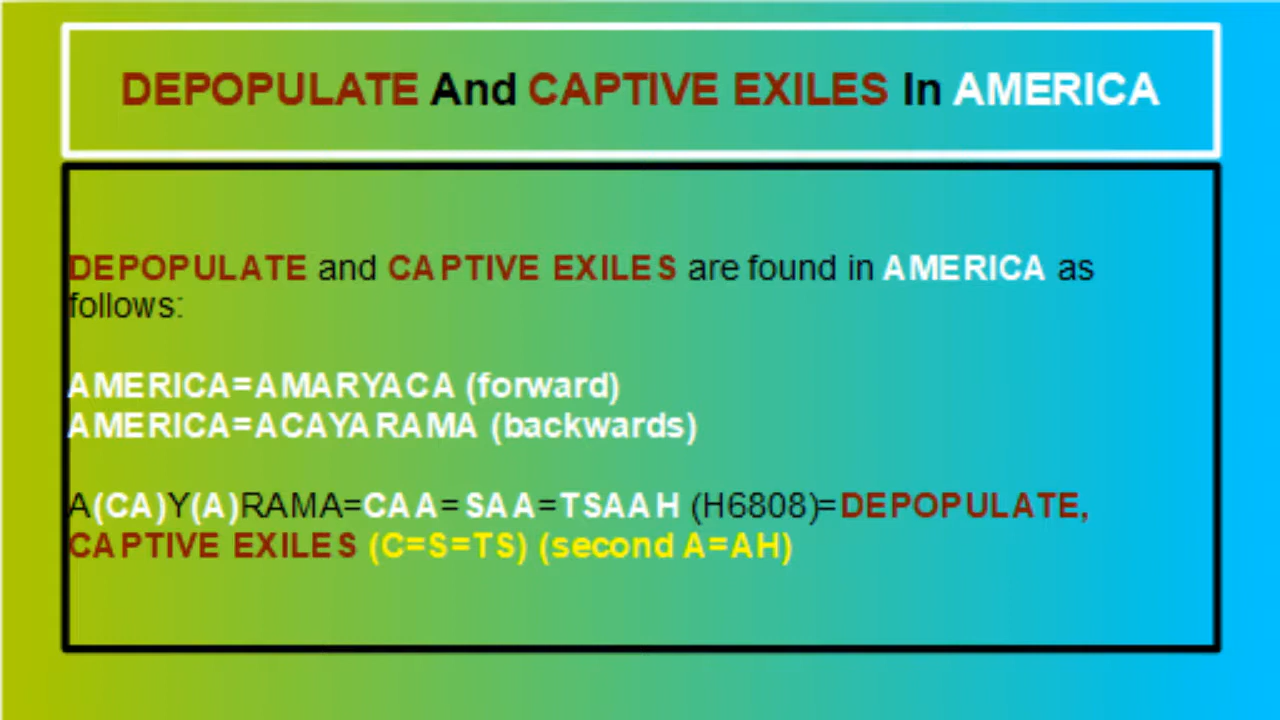 DEPOPULATE And CAPTIVE EXILES In AMERICA
DEPOPULATE and CAPTIVE EXILES are found in AMERICA as
follows:
AMERICA=AMARYACA (forward)
AMERICA=ACAYARAMA (backwards)
A(CA)Y(A)RAMA=CAA=SAA=TSAAH (H6808)=DEPOPULATE,
CAPTIVE EXILES (C=S=TS) (second A=AH)